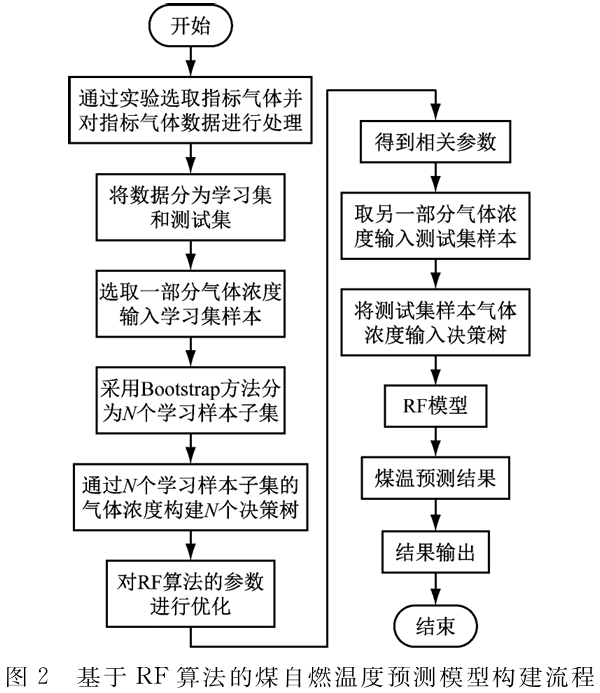 开始
通过实验选取指标气体并
对指标气体数据进行处理
将数据分为学习集
和测试集
选取一部分气体浓度
输入学习集样本
采用Bootstrap方法分
为N个学习样本子集
通过N个学习样本子集的
气体浓度构建N个决策树
对RF算法的参数
进行优化
得到相关参数
取另一部分气体浓
度输入测试集样本
将测试集样本气体
浓度输入决策树
RF模型
煤温预测结果
结果输出
结束
图 2 基于 RF 算法的煤自燃温度预测模型构建流程